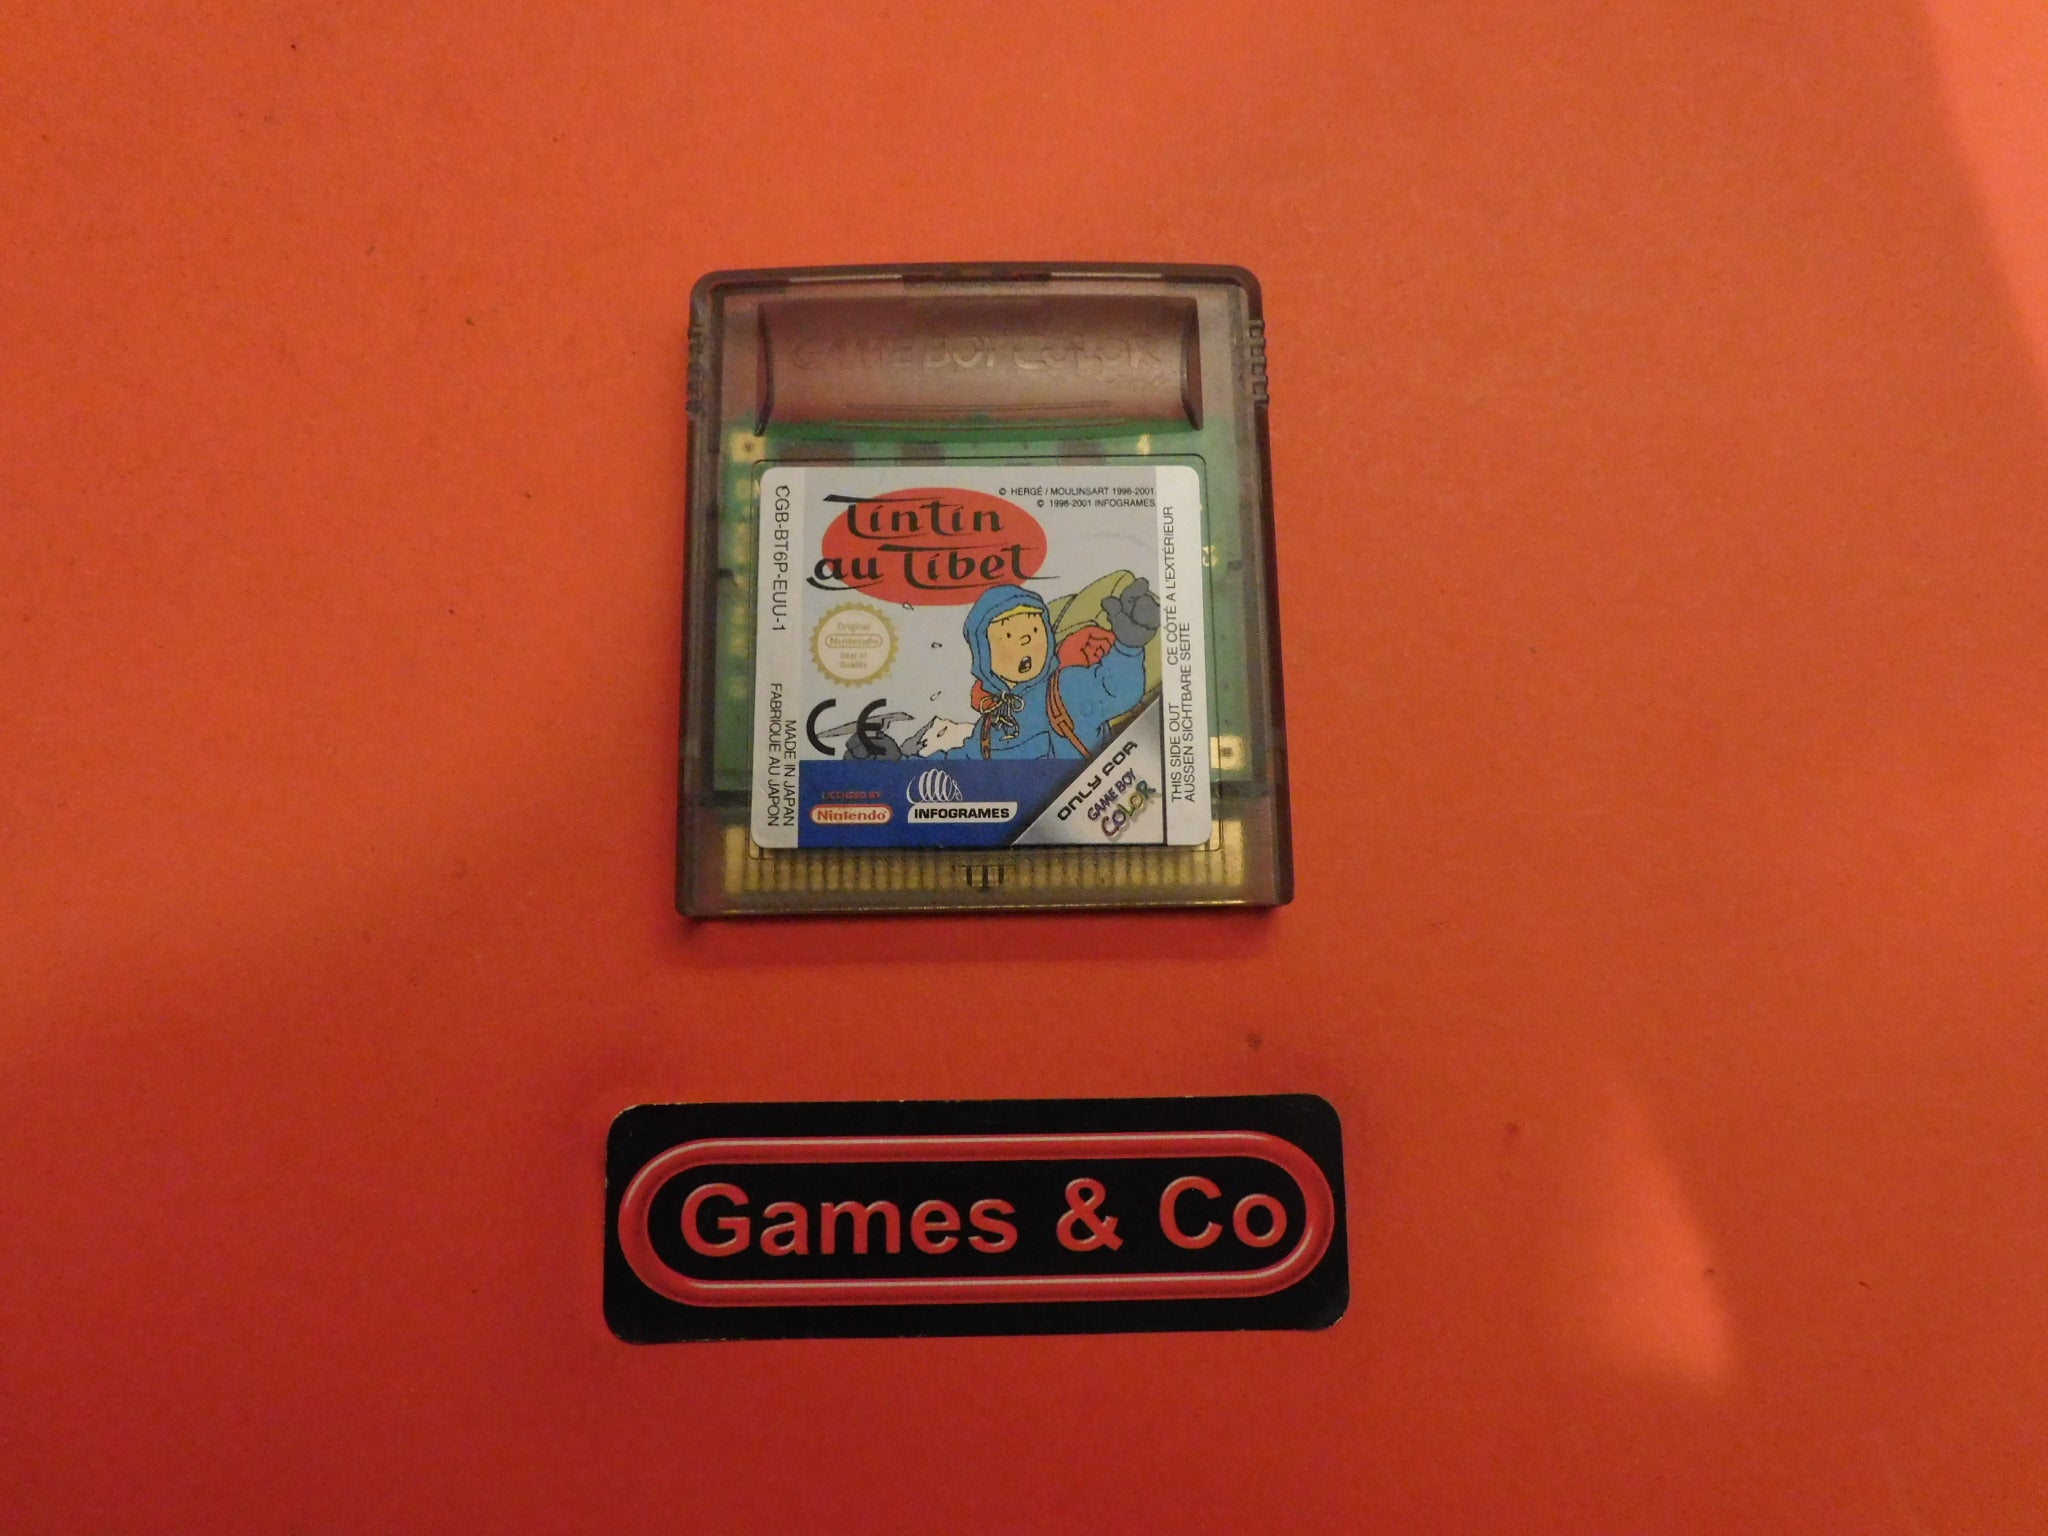 GAME BOY COLOR
© HERGÉ / MOULINSART 1996-2001
© 1996-2001 INFOGRAMES
Tintin
au Tibet
CGB-BT6P-EUU-1
MADE IN JAPAN
FABRIQUE AU JAPON
Original
Nintendo
Seal of
Quality
CE
01
LICENSED BY
Nintendo
INFOGRAMES
ONLY FOR
GAME BOY
COLOR
THIS SIDE OUT CE CÔTÉ A L'EXTÉRIEUR
AUSSEN SICHTBARE SEITE
Games & Co